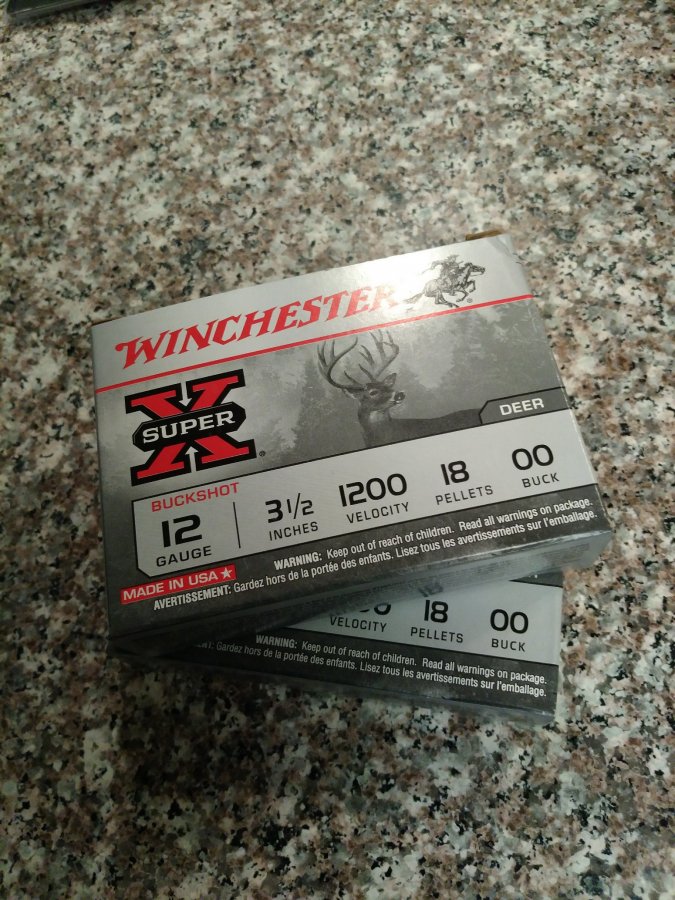 WINCHESTER
®
SUPER X
®
DEER
BUCKSHOT
12 GAUGE
3 1/2 INCHES
1200 VELOCITY
18 PELLETS
00 BUCK
MADE IN USA
WARNING: Keep out of reach of children. Read all warnings on package.
AVERTISSEMENT: Gardez hors de la portée des enfants. Lisez tous les avertissements sur l'emballage.
VELOCITY
18 PELLETS
00 BUCK
WARNING: Keep out of reach of children. Read all warnings on package.
Gardez hors de la portée des enfants. Lisez tous les avertissements sur l'emballage.